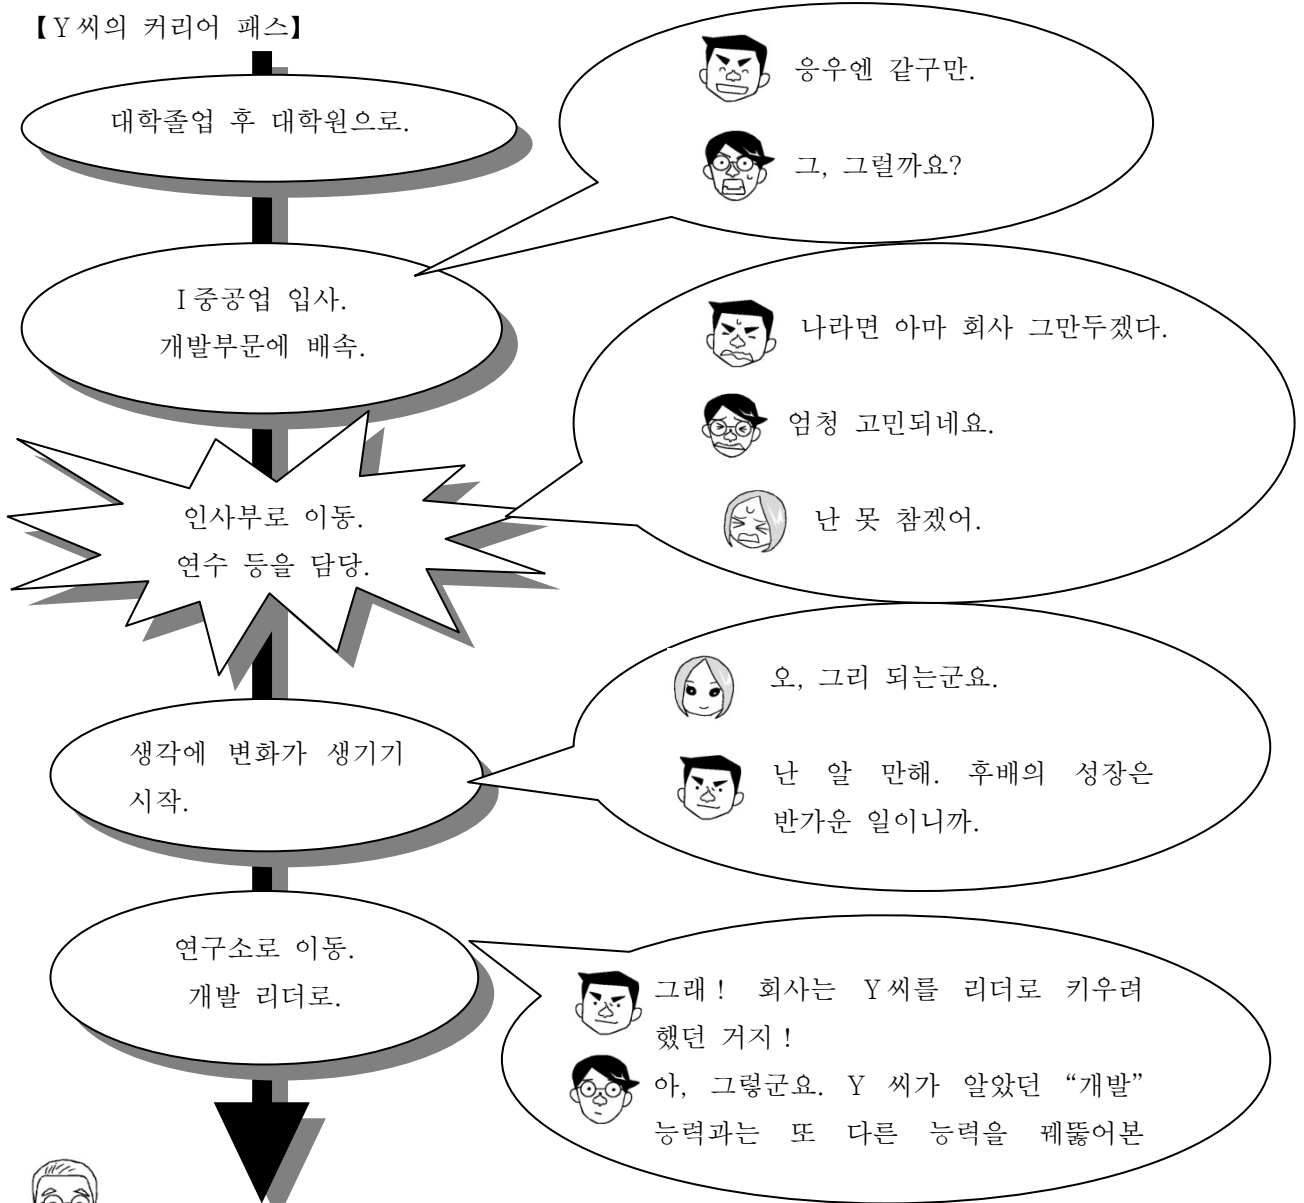 【Y씨의 커리어 패스】
대학졸업 후 대학원으로.
응우엔 같구만.
그, 그럴까요?
I중공업 입사.
개발부문에 배속.
나라면 아마 회사 그만두겠다.
엄청 고민되네요.
난 못 참겠어.
인사부로 이동.
연수 등을 담당.
오, 그리 되는군요.
난 알 만해. 후배의 성장은
반가운 일이니까.
생각에 변화가 생기기
시작.
연구소로 이동.
개발 리더로.
그래! 회사는 Y씨를 리더로 키우려
했던 거지!
아, 그렇군요. Y 씨가 알았던 “개발”
능력과는 또 다른 능력을 꿰뚫어본